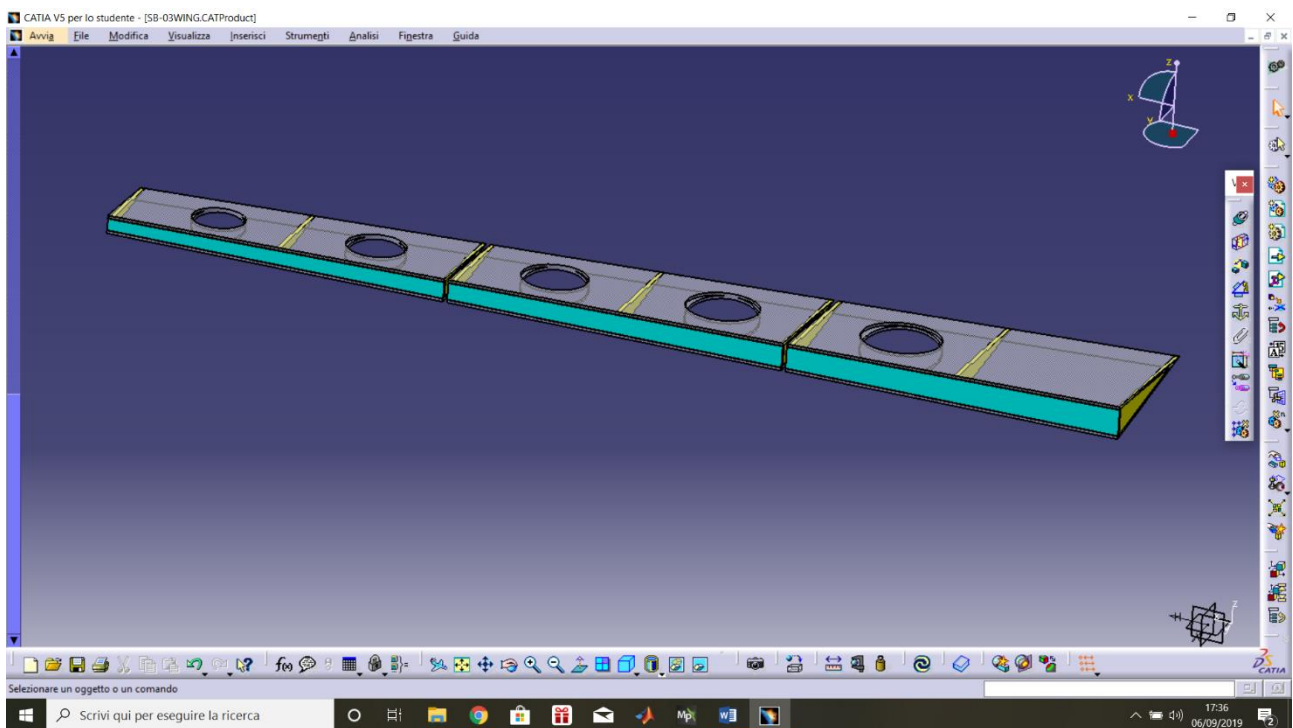 CATIA V5 per lo studente - [SB-03WING.CATProduct]
Avvia File Modifica Visualizza Inserisci Strumenti Analisi Finestra Guida
z
x
y
z
Selezionare un oggetto o un comando
CATIA
Scrivi qui per eseguire la ricerca
17:36
06/09/2019